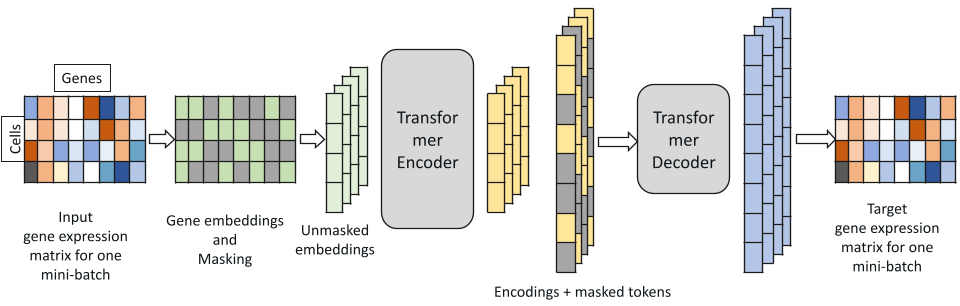 Genes
Cells
Transfor
mer
Encoder
Transfor
mer
Decoder
Input
gene expression
matrix for one
mini-batch
Gene embeddings
and
Masking
Unmasked
embeddings
Target
gene expression
matrix for one
mini-batch
Encodings + masked tokens